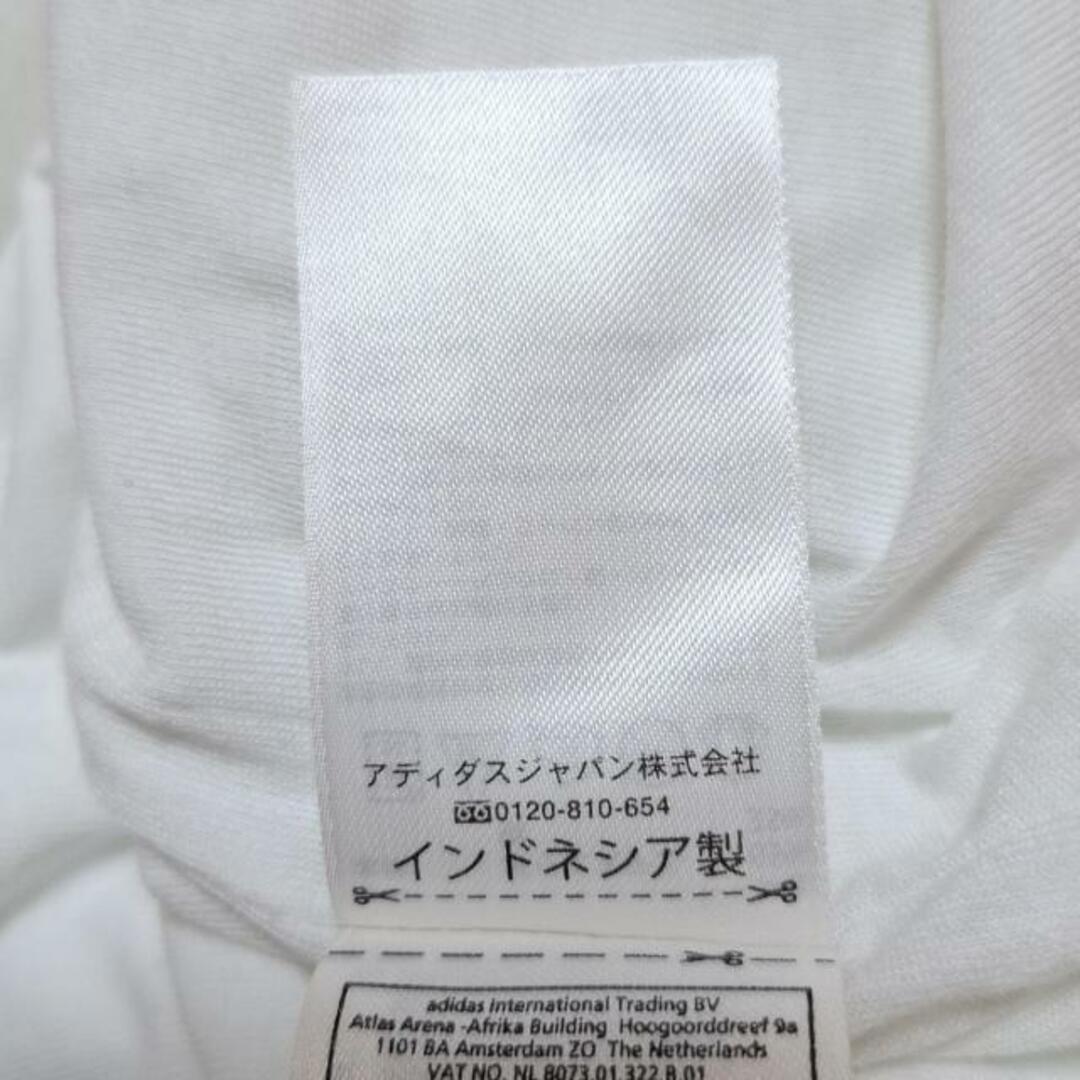 アディダスジャパン株式会社
0120-810-654
インドネシア製
adidas International Trading BV
Atlas Arena -Afrika Building Hoogoorddreef 9a
1101 BA Amsterdam ZO The Netherlands
VAT NO. NL 8073.01.322.B.01